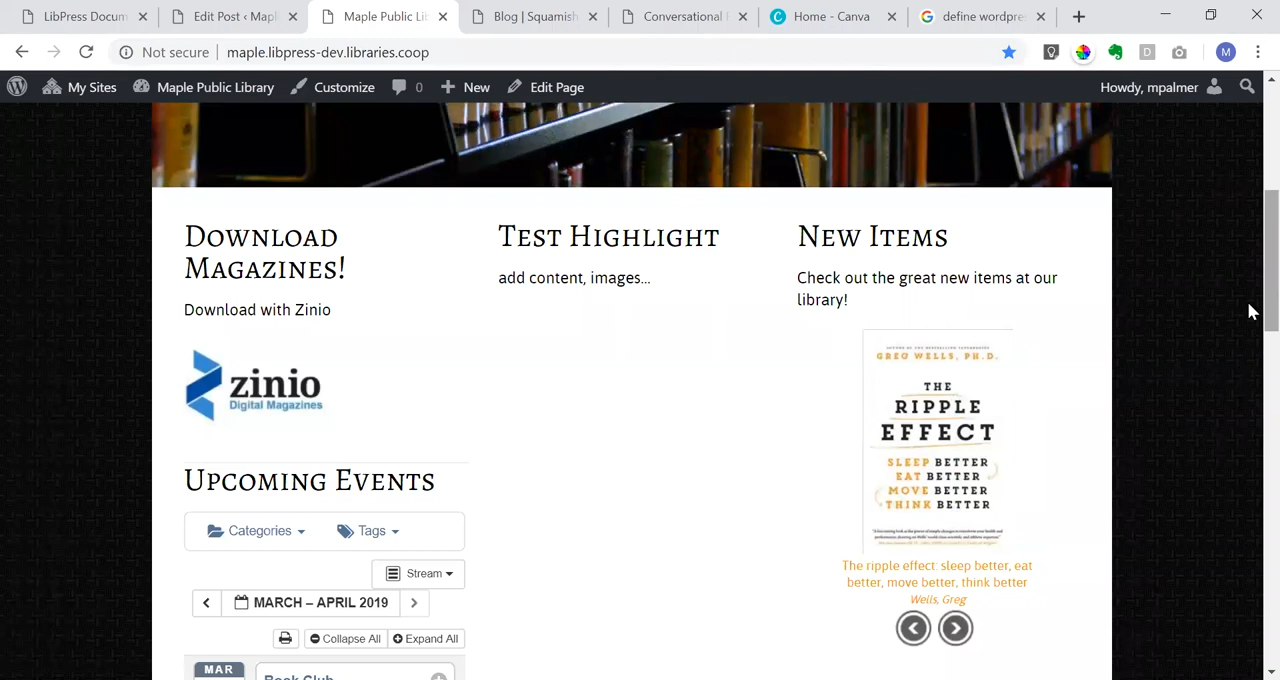 LibPress Docum
Edit Post ‹ Mapl
Maple Public Li
Blog | Squamish
Conversational
Home - Canva
define wordpre
Not secure
maple.libpress-dev.libraries.coop
D
M
My Sites
Maple Public Library
Customize
0
New
Edit Page
Howdy, mpalmer
Download
Magazines!
Download with Zinio
zinio
Digital Magazines
Upcoming Events
Categories
Tags
Stream
MARCH – APRIL 2019
Collapse All
Expand All
MAR
Book Club
Test Highlight
add content, images...
New Items
Check out the great new items at our
library!
GREG WELLS, PH.D.
THE
RIPPLE
EFFECT
SLEEP BETTER
EAT BETTER
MOVE BETTER
THINK BETTER
The ripple effect: sleep better, eat
better, move better, think better
Wells, Greg